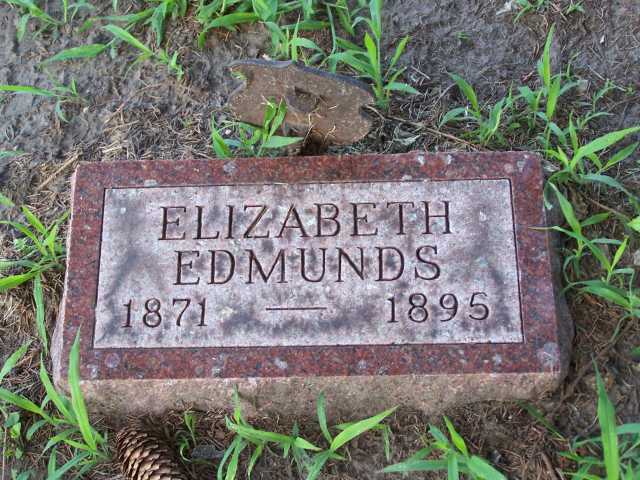 ELIZABETH
EDMUNDS
1871 — 1895